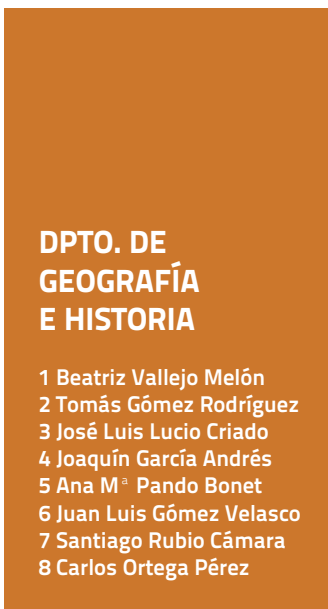 DPTO. DE
GEOGRAFÍA
E HISTORIA
1 Beatriz Vallejo Melón
2 Tomás Gómez Rodríguez
3 José Luis Lucio Criado
4 Joaquín García Andrés
5 Ana Mª Pando Bonet
6 Juan Luis Gómez Velasco
7 Santiago Rubio Cámara
8 Carlos Ortega Pérez